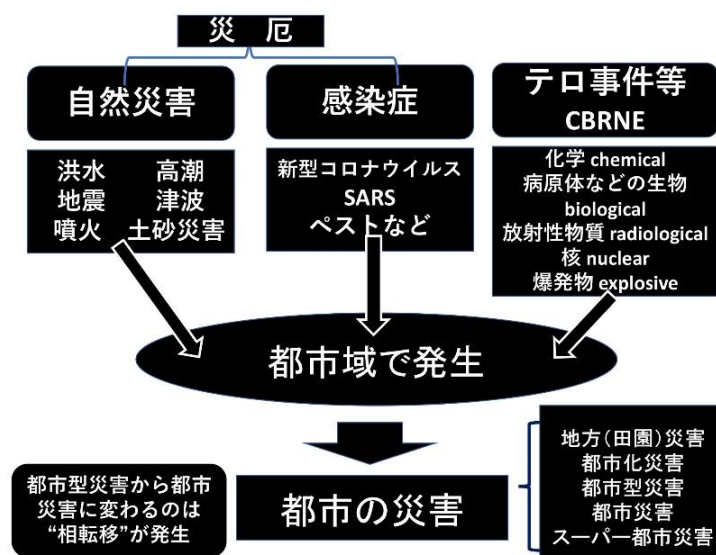 災　厄
自然災害
感染症
テロ事件等
CBRNE
洪水　高潮
地震　津波
噴火　土砂災害
新型コロナウイルス
SARS
ペストなど
化学 chemical
病原体などの生物
biological
放射性物質 radiological
核 nuclear
爆発物 explosive
都市域で発生
都市型災害から都市
災害に変わるのは
“相転移”が発生
都市の災害
地方(田園)災害
都市化災害
都市型災害
都市災害
スーパー都市災害